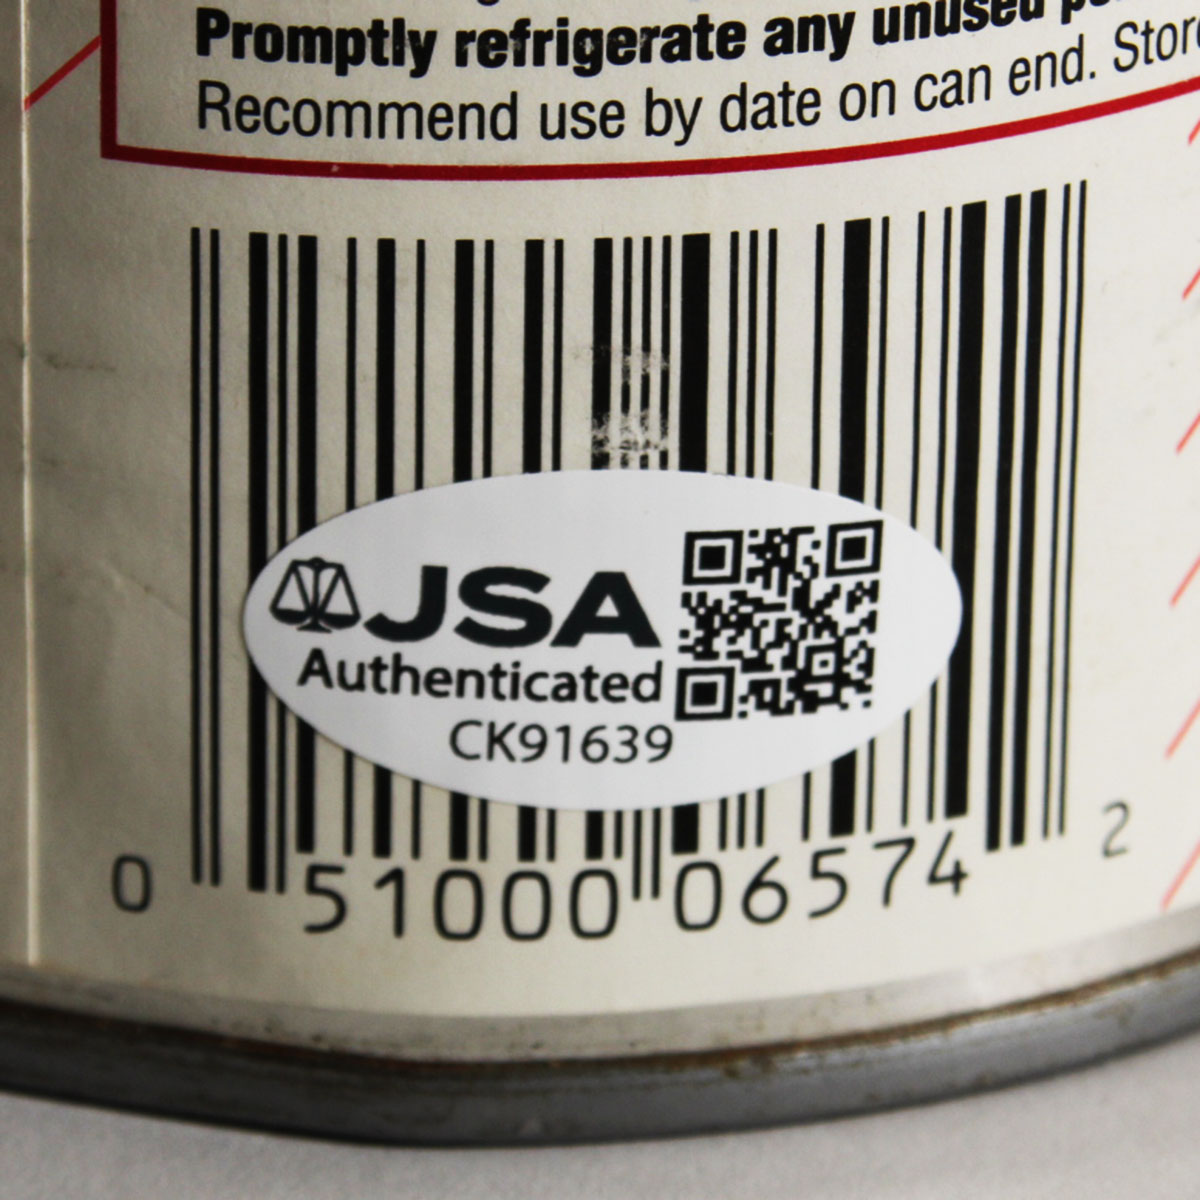 Promptly refrigerate any unused
Recommend use by date on can end. Store
JSA
Authenticated
CK91639
0 51000 06574 2